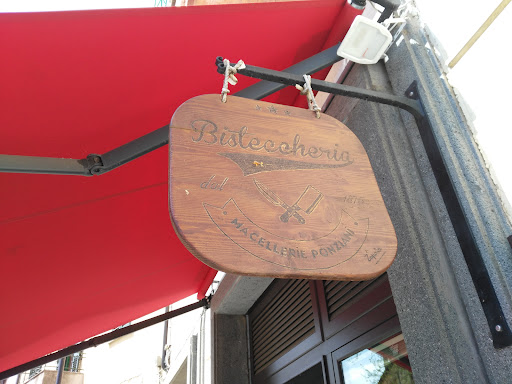 Bisteccheria
dal
MACELLERIE PONZIANI